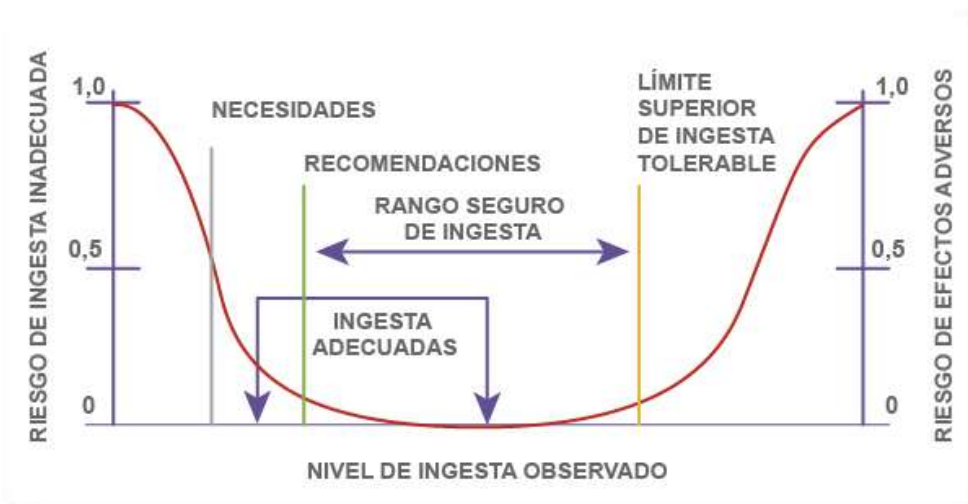 RIESGO DE INGESTA INADECUADA
1,0
0,5
0
NECESIDADES
RECOMENDACIONES
RANGO SEGURO
DE INGESTA
INGESTA
ADECUADAS
LÍMITE
SUPERIOR
DE INGESTA
TOLERABLE
1,0
0,5
0
RIESGO DE EFECTOS ADVERSOS
NIVEL DE INGESTA OBSERVADO